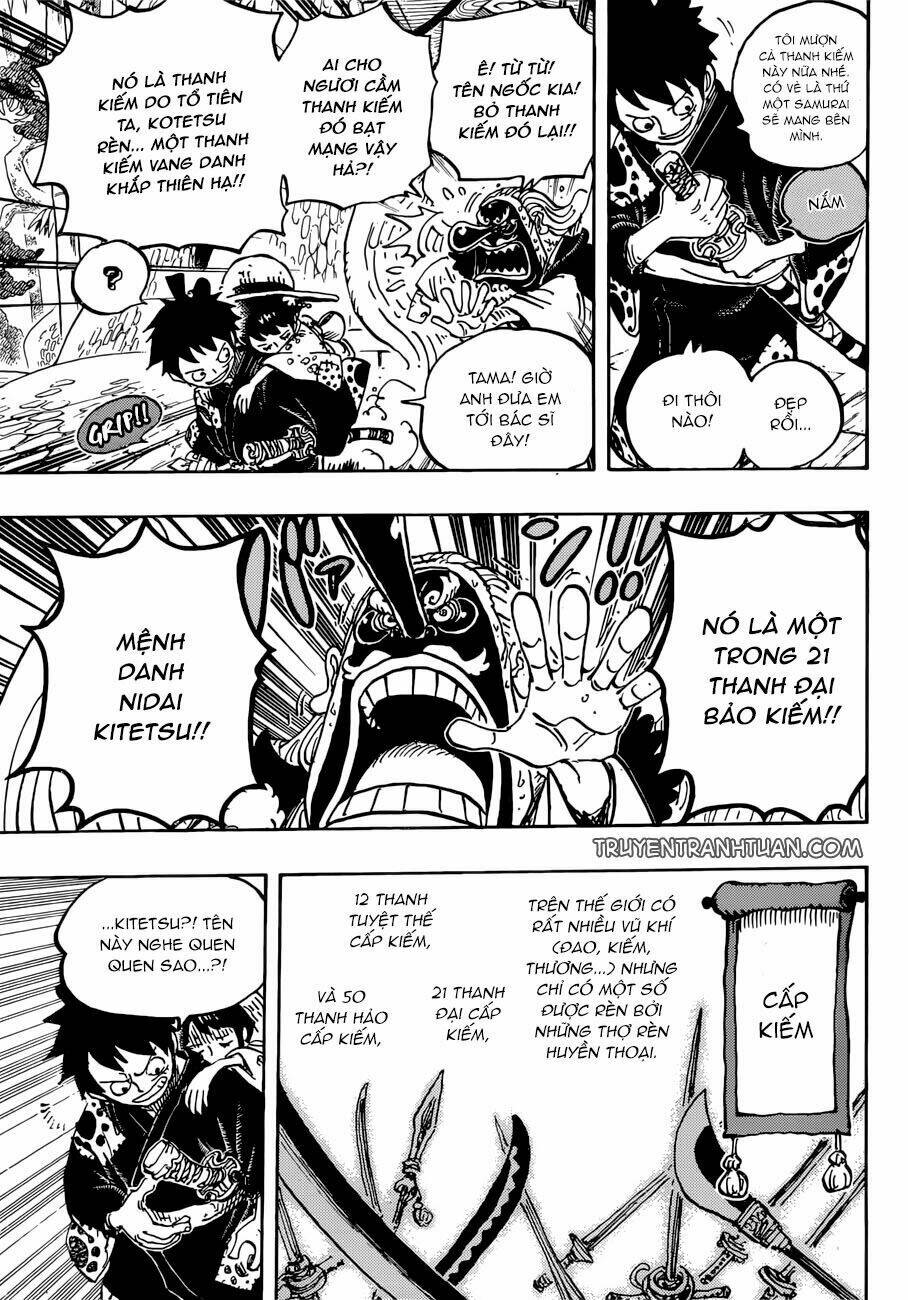 TÔI MƯỢN
CẢ THANH KIẾM
NÀY NỮA NHÉ.
CÓ VẺ LÀ THỨ
MỘT SAMURAI
SẼ MANG BÊN
MÌNH.
NẮM
ĐẸP
RỒI...
ĐI THÔI
NÀO!
Ê! TỪ TỪ!
TÊN NGỐC KIA!
BỎ THANH
KIẾM ĐÓ LẠI!!
AI CHO
NGƯƠI CẦM
THANH KIẾM
ĐÓ BẠT
MẠNG VẬY
HẢ?!
NÓ LÀ THANH
KIẾM DO TỔ TIÊN
TA, KOTETSU
RÈN... MỘT THANH
KIẾM VANG DANH
KHẮP THIÊN HẠ!!
?
TAMA! GIỜ
ANH ĐƯA EM
TỚI BÁC SĨ
ĐÂY!
GRIP!!
NÓ LÀ MỘT
TRONG 21
THANH ĐẠI
BẢO KIẾM!!
MỆNH
DANH
NIDAI
KITETSU!!
TRUYENTRANHTUAN.COM
CẤP
KIẾM
TRÊN THẾ GIỚI CÓ
RẤT NHIỀU VŨ KHÍ
(ĐAO, KIẾM,
THƯƠNG...) NHƯNG
CHỈ CÓ MỘT SỐ
ĐƯỢC RÈN BỞI
NHỮNG THỢ RÈN
HUYỀN THOẠI.
12 THANH
TUYỆT THẾ
CẤP KIẾM,
21 THANH
ĐẠI CẤP
KIẾM,
VÀ 50
THANH HẢO
CẤP KIẾM,
...KITETSU?! TÊN
NÀY NGHE QUEN
QUEN SAO...?!